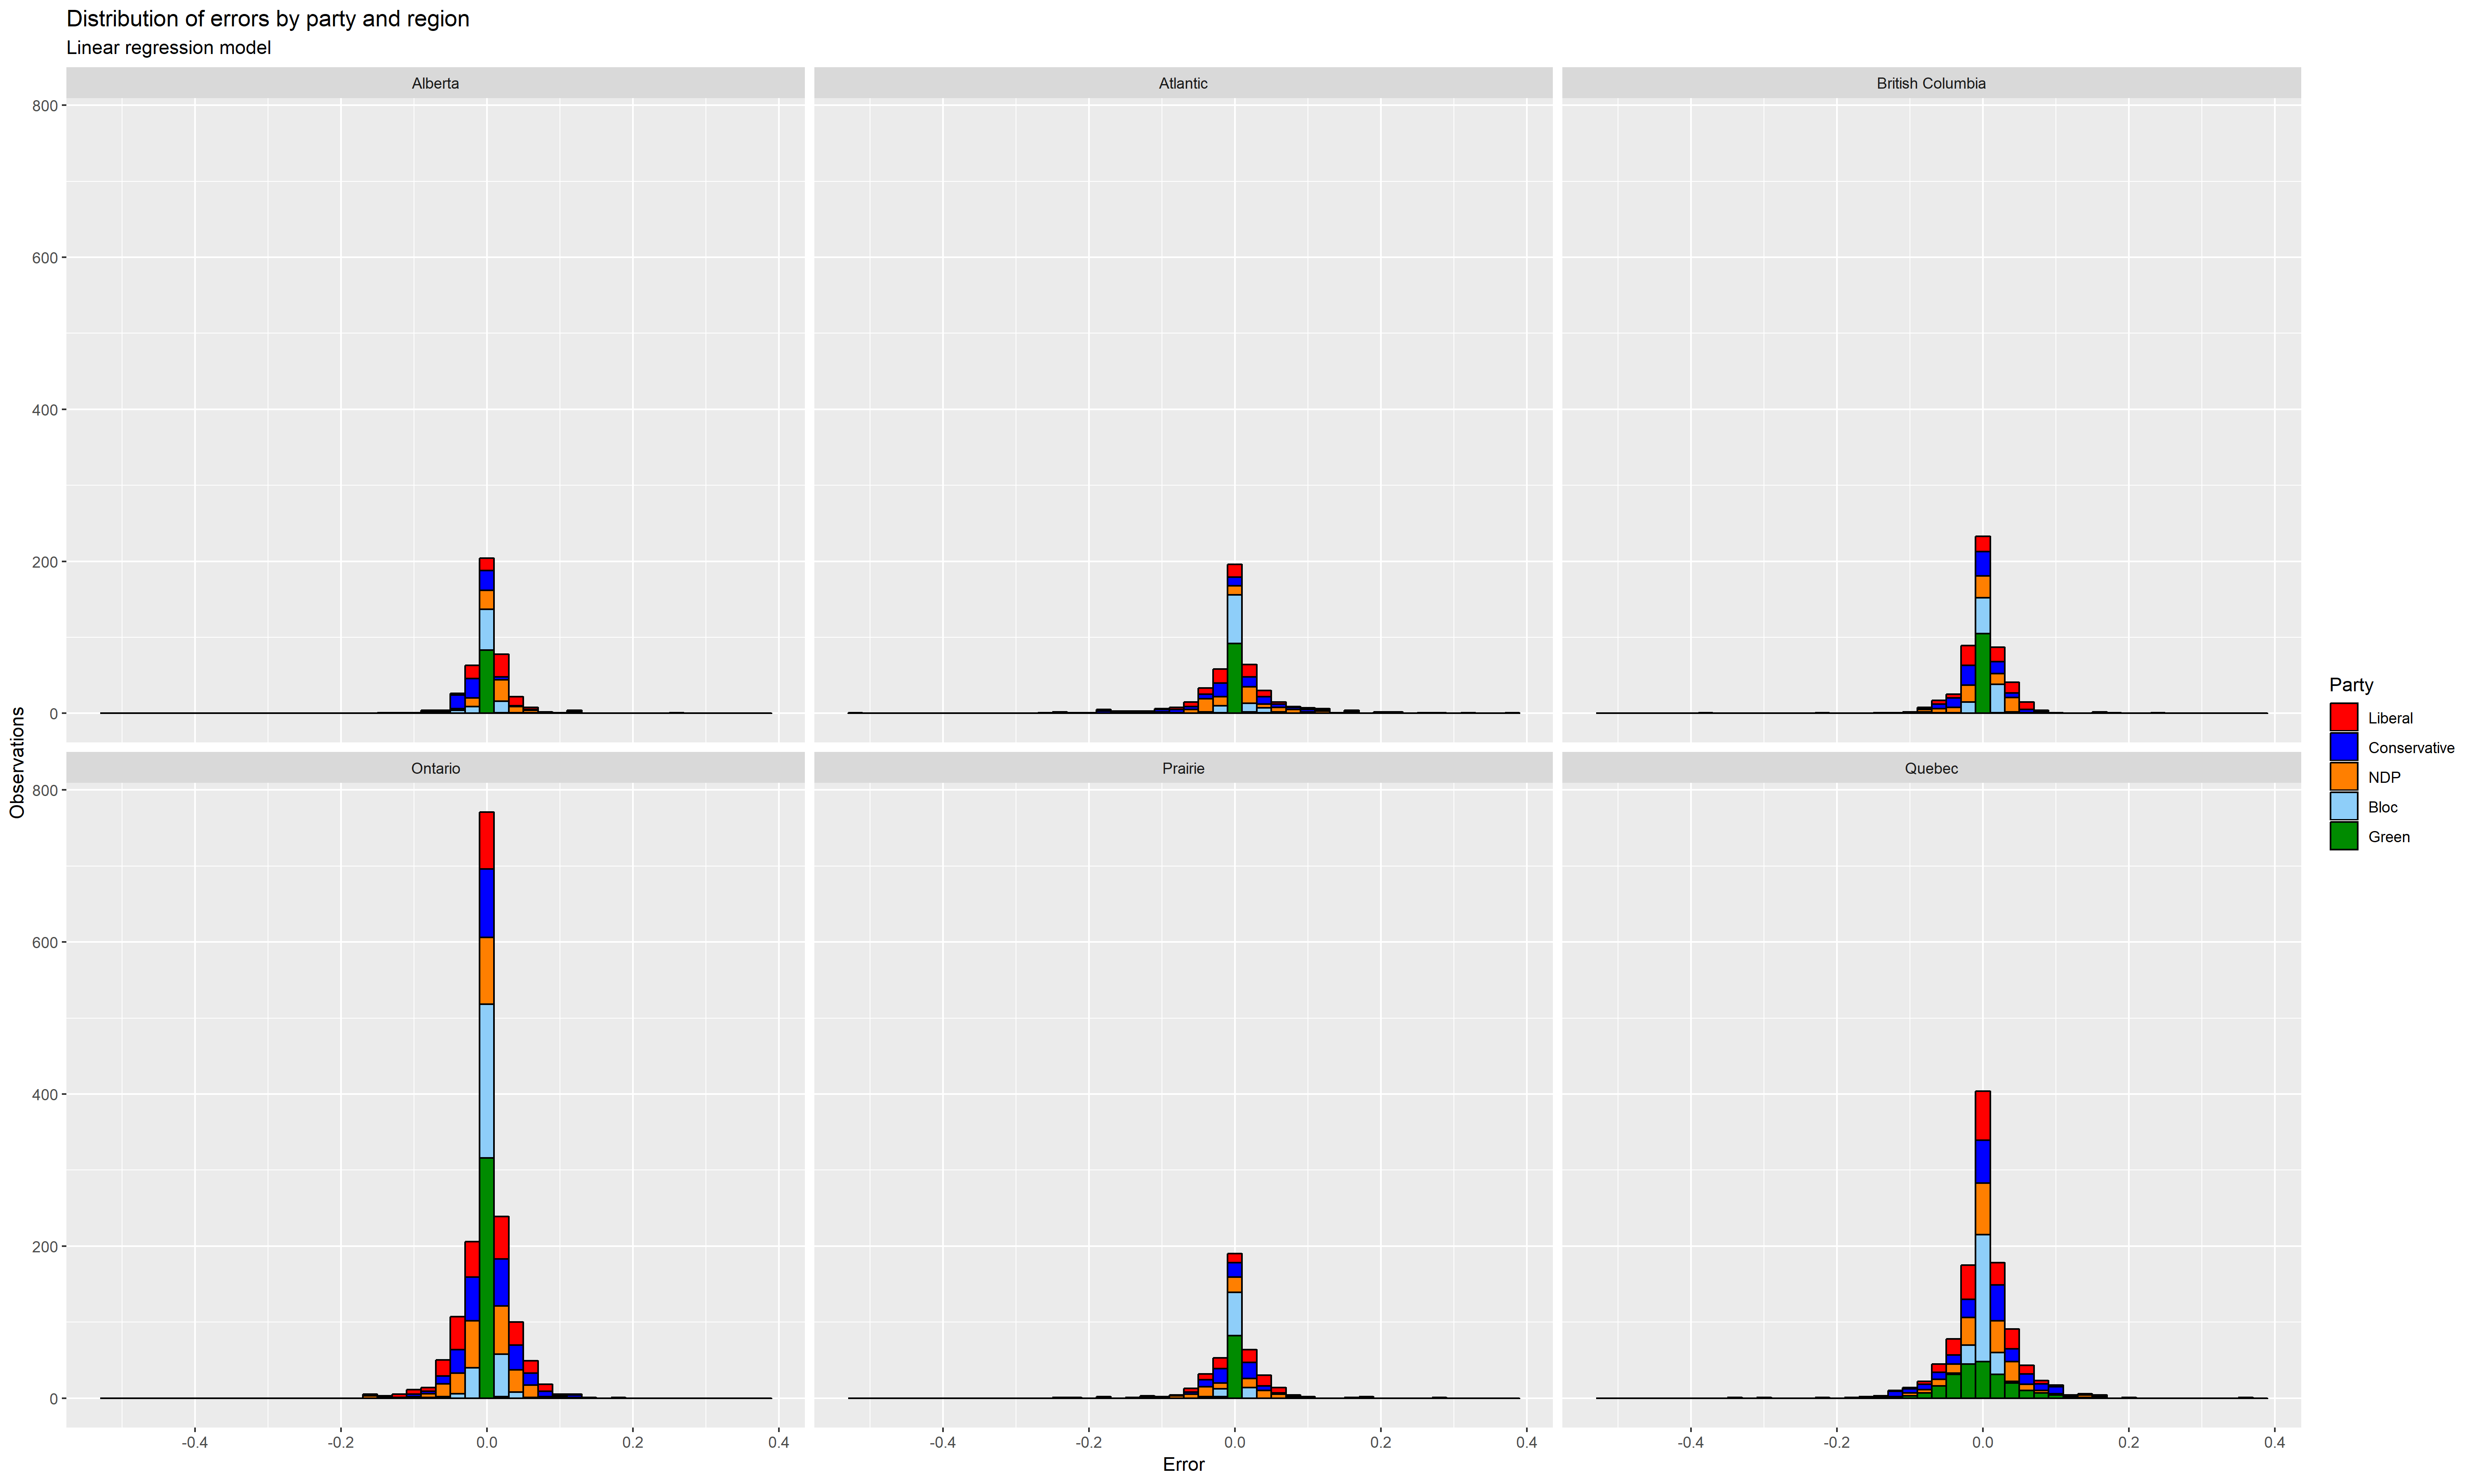 Distribution of errors by party and region
Linear regression model
Alberta
Atlantic
British Columbia
800
600
400
200
0
Ontario
Prairie
Quebec
800
600
400
200
0
-0.4 -0.2 0.0 0.2 0.4
-0.4 -0.2 0.0 0.2 0.4
-0.4 -0.2 0.0 0.2 0.4
Error
Observations
Party
Liberal
Conservative
NDP
Bloc
Green